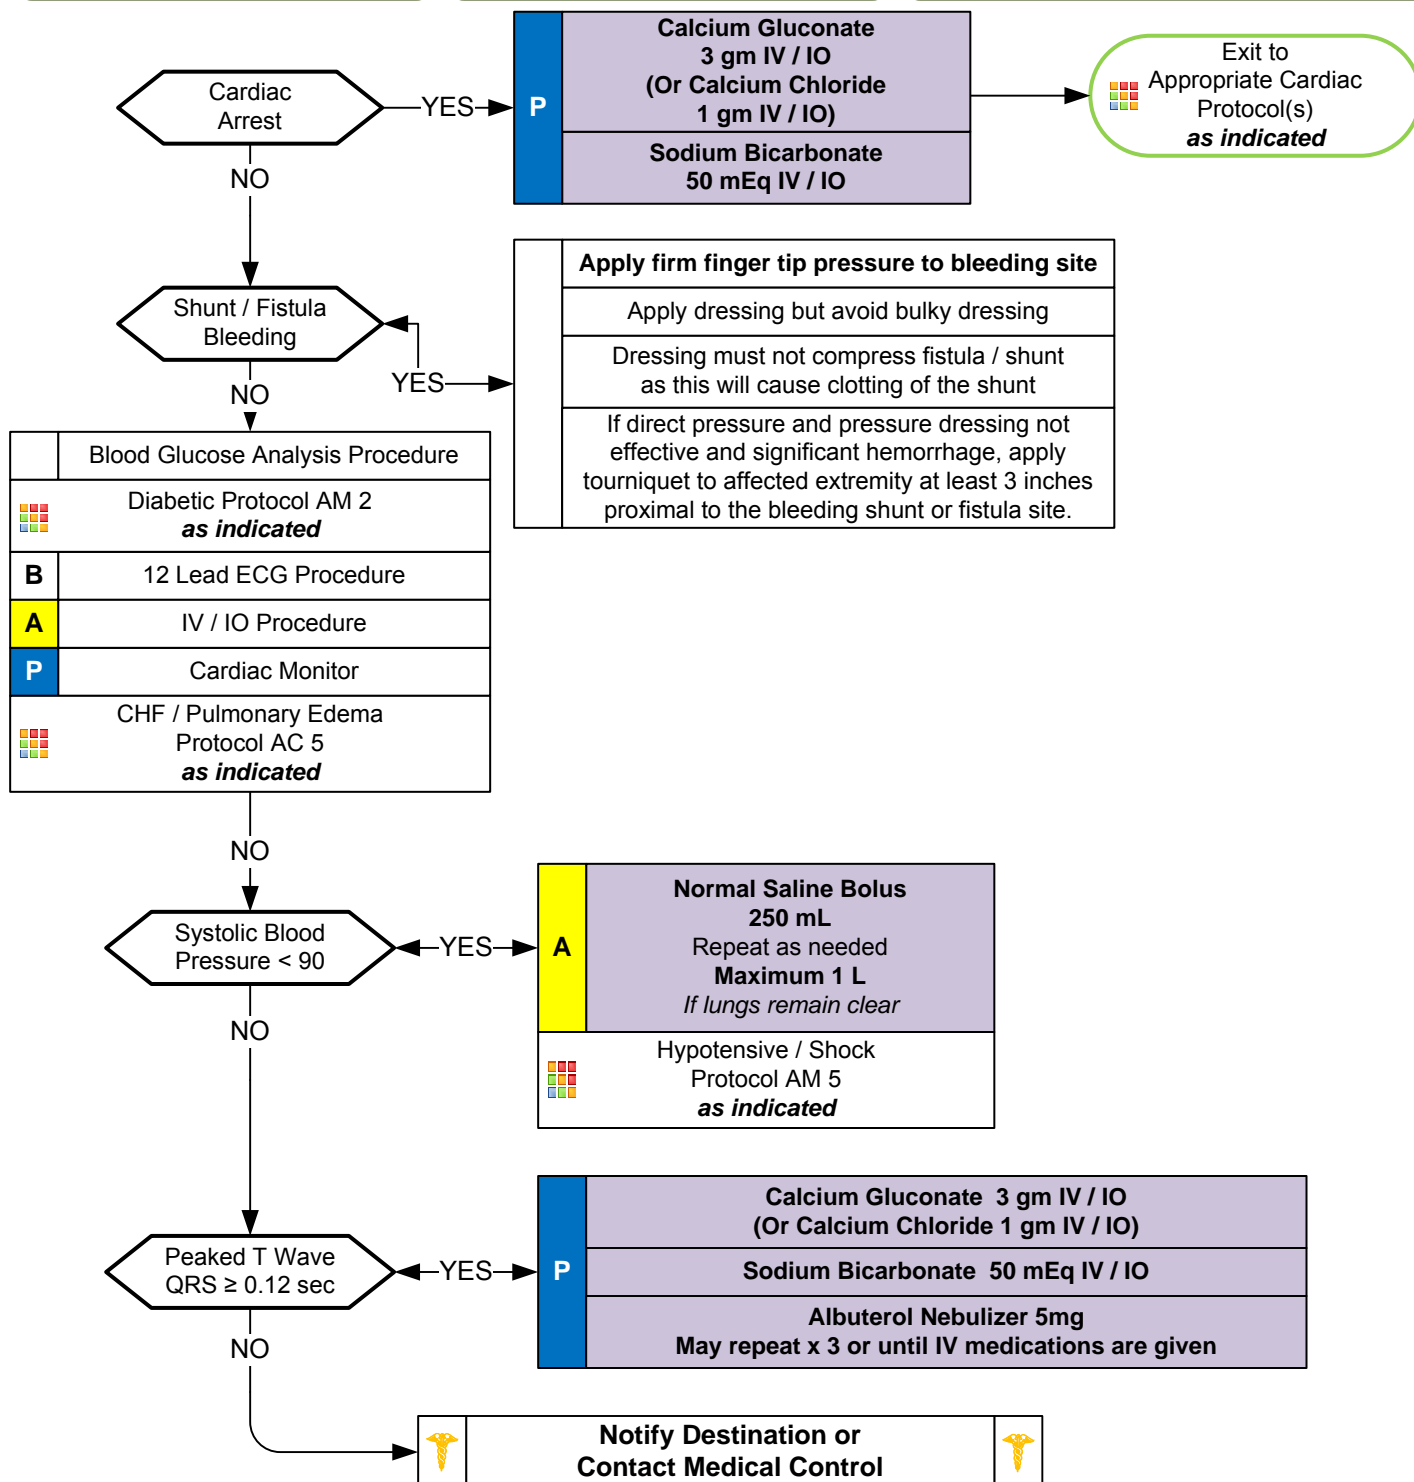 Cardiac
Arrest
YES
P
Calcium Gluconate
3 gm IV / IO
(Or Calcium Chloride
1 gm IV / IO)
Sodium Bicarbonate
50 mEq IV / IO
Exit to
Appropriate Cardiac
Protocol(s)
as indicated
NO
Shunt / Fistula
Bleeding
YES
Apply firm finger tip pressure to bleeding site
Apply dressing but avoid bulky dressing
Dressing must not compress fistula / shunt
as this will cause clotting of the shunt
If direct pressure and pressure dressing not
effective and significant hemorrhage, apply
tourniquet to affected extremity at least 3 inches
proximal to the bleeding shunt or fistula site.
NO
Blood Glucose Analysis Procedure
Diabetic Protocol AM 2
as indicated
B
12 Lead ECG Procedure
A
IV / IO Procedure
P
Cardiac Monitor
CHF / Pulmonary Edema
Protocol AC 5
as indicated
NO
Systolic Blood
Pressure < 90
YES
A
Normal Saline Bolus
250 mL
Repeat as needed
Maximum 1 L
If lungs remain clear
Hypotensive / Shock
Protocol AM 5
as indicated
NO
Peaked T Wave
QRS ≥ 0.12 sec
YES
P
Calcium Gluconate 3 gm IV / IO
(Or Calcium Chloride 1 gm IV / IO)
Sodium Bicarbonate 50 mEq IV / IO
Albuterol Nebulizer 5mg
May repeat x 3 or until IV medications are given
NO
Notify Destination or
Contact Medical Control